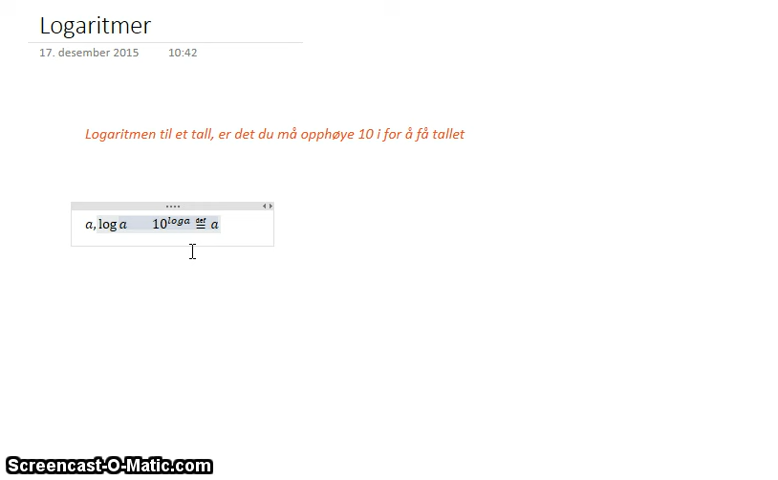 Logaritmer
17. desember 2015 10:42
Logaritmen til et tall, er det du må opphøye 10 i for å få tallet
a, log a 10^{loga} ≝ a
Screencast-O-Matic.com